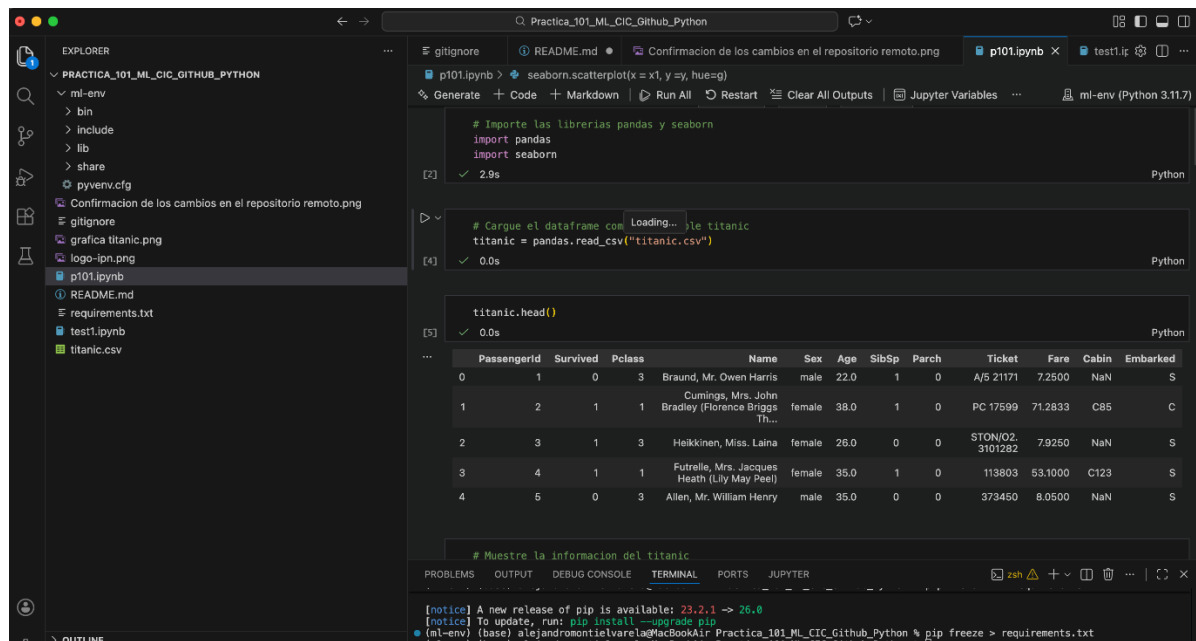 Practica_101_ML_CIC_Github_Python
EXPLORER
PRACTICA_101_ML_CIC_GITHUB_PYTHON
ml-env
bin
include
lib
share
pyvenv.cfg
Confirmacion de los cambios en el repositorio remoto.png
gitignore
grafica titanic.png
logo-ipn.png
p101.ipynb
README.md
requirements.txt
test1.ipynb
titanic.csv
OUTLINE
1
gitignore README.md Confirmacion de los cambios en el repositorio remoto.png p101.ipynb test1.ip
p101.ipynb > seaborn.scatterplot(x = x1, y =y, hue=g)
Generate + Code + Markdown | Run All Restart Clear All Outputs | Jupyter Variables ... ml-env (Python 3.11.7)
# Importe las librerias pandas y seaborn
import pandas
import seaborn
[2] ✓ 2.9s Python
# Cargue el dataframe com Loading... ble titanic
titanic = pandas.read_csv("titanic.csv")
[4] ✓ 0.0s Python
titanic.head()
[5] ✓ 0.0s Python
... PassengerId Survived Pclass Name Sex Age SibSp Parch Ticket Fare Cabin Embarked
0 1 0 3 Braund, Mr. Owen Harris male 22.0 1 0 A/5 21171 7.2500 NaN S
1 2 1 1 Cumings, Mrs. John Bradley (Florence Briggs Th... female 38.0 1 0 PC 17599 71.2833 C85 C
2 3 1 3 Heikkinen, Miss. Laina female 26.0 0 0 STON/O2. 3101282 7.9250 NaN S
3 4 1 1 Futrelle, Mrs. Jacques Heath (Lily May Peel) female 35.0 1 0 113803 53.1000 C123 S
4 5 0 3 Allen, Mr. William Henry male 35.0 0 0 373450 8.0500 NaN S
# Muestre la informacion del titanic
PROBLEMS OUTPUT DEBUG CONSOLE TERMINAL PORTS JUPYTER zsh
[notice] A new release of pip is available: 23.2.1 -> 26.0
[notice] To update, run: pip install --upgrade pip
(ml-env) (base) alejandromontielvarela@MacBookAir Practica_101_ML_CIC_Github_Python % pip freeze > requirements.txt